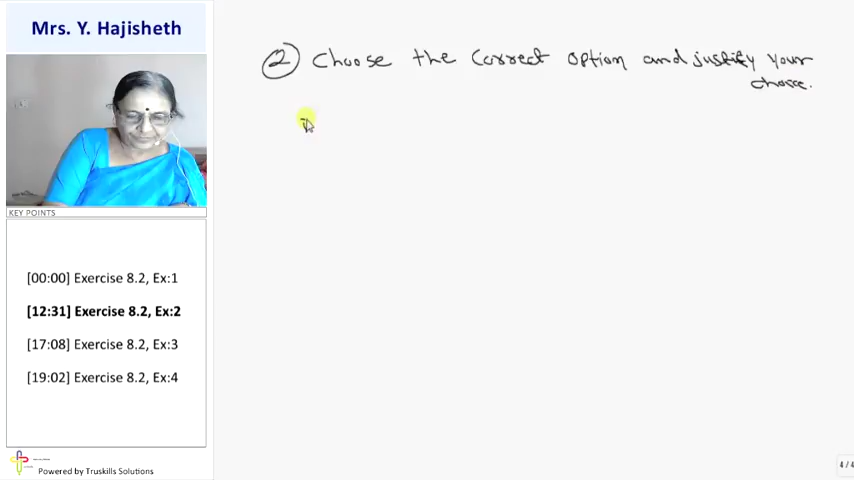 Mrs. Y. Hajisheth
KEY POINTS
[00:00] Exercise 8.2, Ex:1
[12:31] Exercise 8.2, Ex:2
[17:08] Exercise 8.2, Ex:3
[19:02] Exercise 8.2, Ex:4
Powered by Truskills Solutions
② Choose the correct option and justify your
choice.
4 / 4